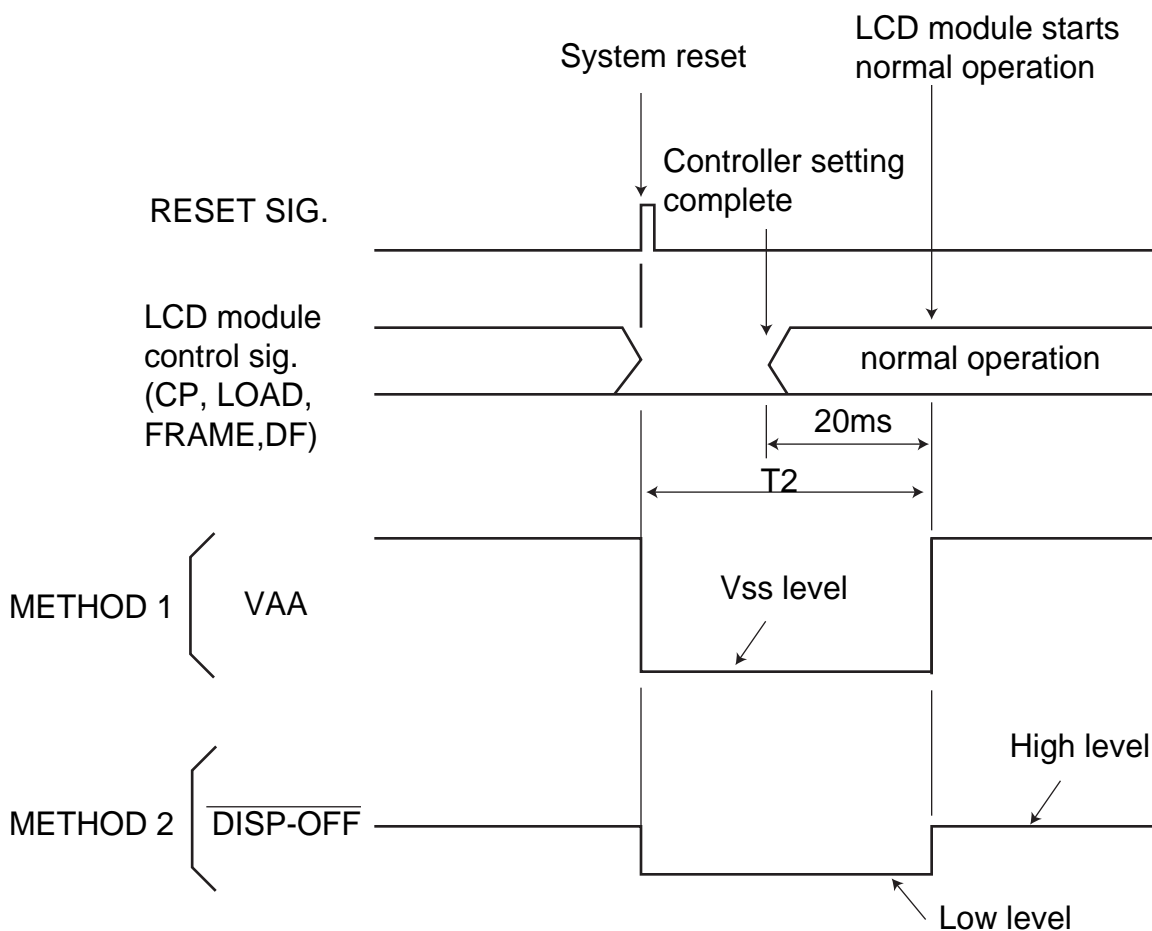 System reset
LCD module starts
normal operation
Controller setting
complete
RESET SIG.
LCD module
control sig.
(CP, LOAD,
FRAME,DF)
normal operation
20ms
T2
METHOD 1
VAA
Vss level
High level
METHOD 2
DISP-OFF
Low level